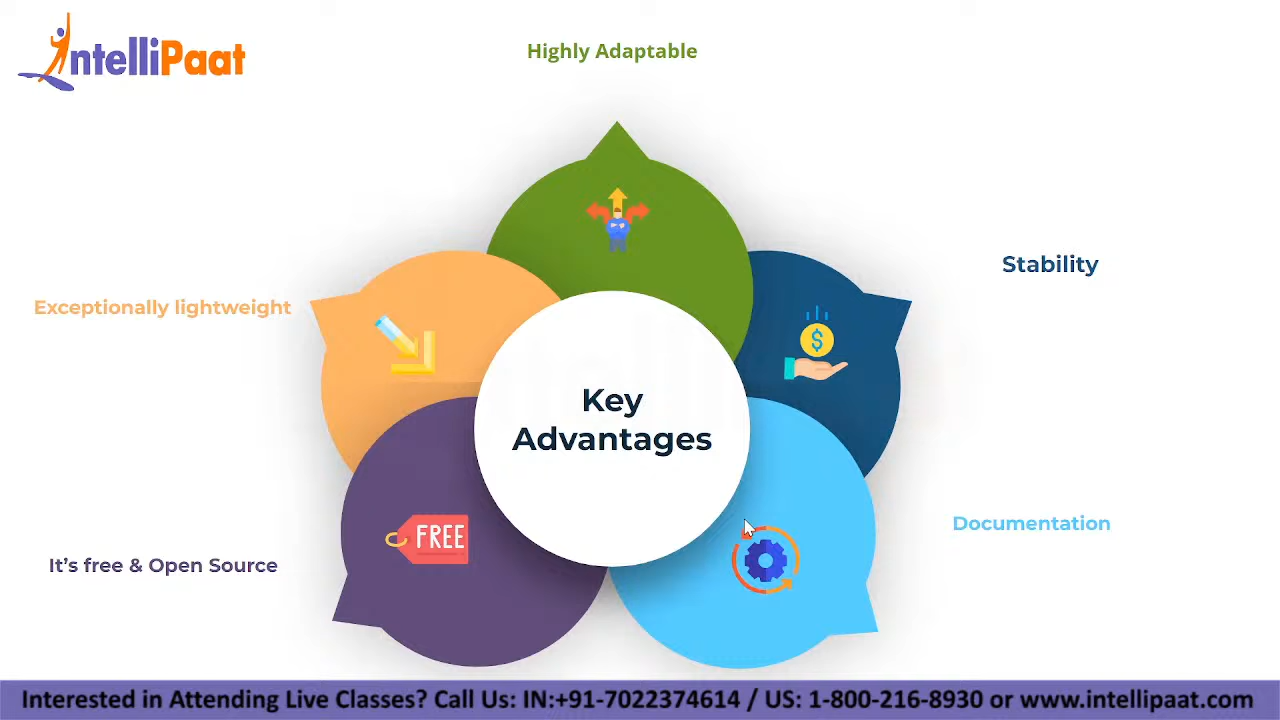 IntelliPaat
Highly Adaptable
Stability
Exceptionally lightweight
$
Key
Advantages
Documentation
FREE
It's free & Open Source
Interested in Attending Live Classes? Call Us: IN:+91-7022374614 / US: 1-800-216-8930 or www.intellipaat.com